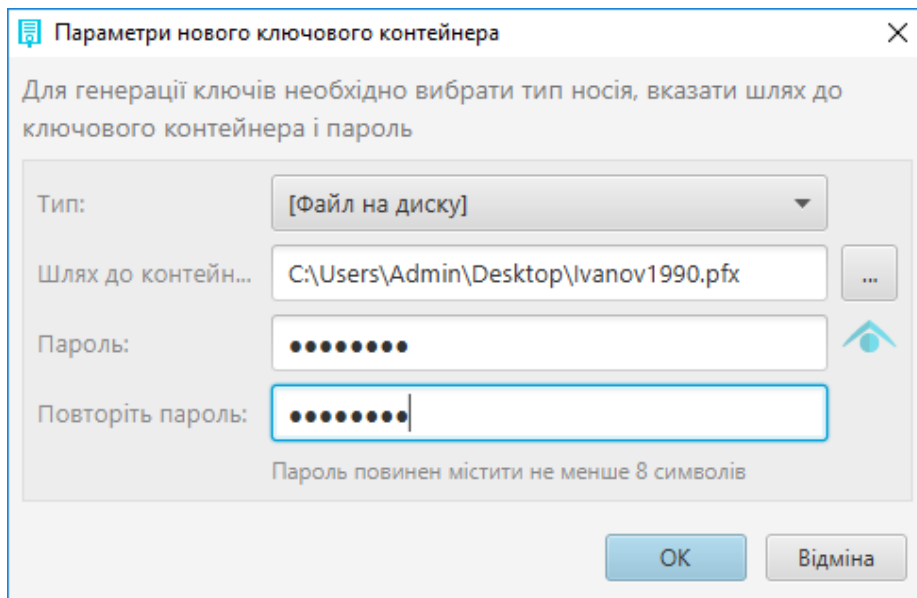 Параметри нового ключового контейнера
Для генерації ключів необхідно вибрати тип носія, вказати шлях до
ключового контейнера і пароль
Тип: [Файл на диску]
Шлях до контейн... C:\Users\Admin\Desktop\Ivanov1990.pfx ...
Пароль: ●●●●●●●●
Повторіть пароль: ●●●●●●●●
Пароль повинен містити не менше 8 символів
ОК Відміна